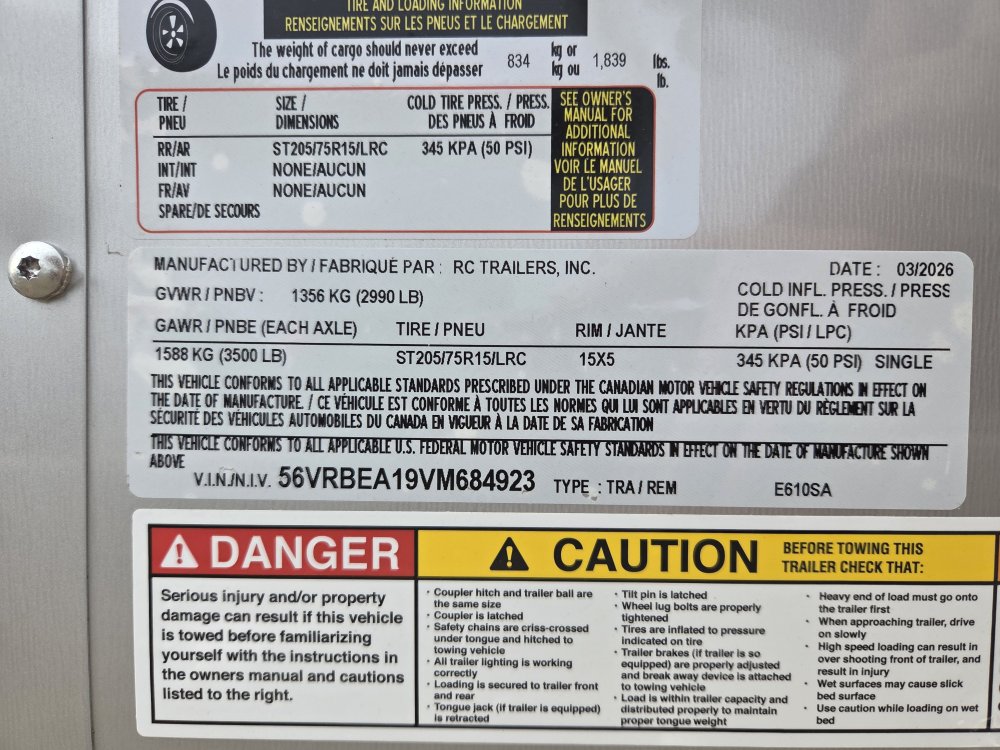 TIRE AND LOADING INFORMATION
RENSEIGNEMENTS SUR LES PNEUS ET LE CHARGEMENT
The weight of cargo should never exceed
Le poids du chargement ne doit jamais dépasser
834 kg or kg ou 1,839 lbs. lb.
TIRE / PNEU SIZE / DIMENSIONS COLD TIRE PRESS. / PRESS. DES PNEUS À FROID
RR/AR ST205/75R15/LRC 345 KPA (50 PSI)
INT/INT NONE/AUCUN
FR/AV NONE/AUCUN
SPARE/DE SECOURS
SEE OWNER'S
MANUAL FOR
ADDITIONAL
INFORMATION
VOIR LE MANUEL
DE L'USAGER
POUR PLUS DE
RENSEIGNEMENTS
MANUFACTURED BY / FABRIQUÉ PAR : RC TRAILERS, INC. DATE : 03/2026
GVWR / PNBV : 1356 KG (2990 LB)
COLD INFL. PRESS. / PRESS
DE GONFL. À FROID
GAWR / PNBE (EACH AXLE) TIRE / PNEU RIM / JANTE KPA (PSI / LPC)
1588 KG (3500 LB) ST205/75R15/LRC 15X5 345 KPA (50 PSI) SINGLE
THIS VEHICLE CONFORMS TO ALL APPLICABLE STANDARDS PRESCRIBED UNDER THE CANADIAN MOTOR VEHICLE SAFETY REGULATIONS IN EFFECT ON
THE DATE OF MANUFACTURE. / CE VÉHICULE EST CONFORME À TOUTES LES NORMES QUI LUI SONT APPLICABLES EN VERTU DU RÈGLEMENT SUR LA
SÉCURITÉ DES VÉHICULES AUTOMOBILES DU CANADA EN VIGUEUR À LA DATE DE SA FABRICATION
THIS VEHICLE CONFORMS TO ALL APPLICABLE U.S. FEDERAL MOTOR VEHICLE SAFETY STANDARDS IN EFFECT ON THE DATE OF MANUFACTURE SHOWN
ABOVE
V.I.N./N.I.V. 56VRBEA19VM684923 TYPE : TRA / REM E610SA
DANGER
Serious injury and/or property
damage can result if this vehicle
is towed before familiarizing
yourself with the instructions in
the owners manual and cautions
listed to the right.
CAUTION
BEFORE TOWING THIS
TRAILER CHECK THAT:
• Coupler hitch and trailer ball are
the same size
• Coupler is latched
• Safety chains are criss-crossed
under tongue and hitched to
towing vehicle
• All trailer lighting is working
correctly
• Loading is secured to trailer front
and rear
• Tongue jack (if trailer is equipped)
is retracted
• Tilt pin is latched
• Wheel lug bolts are properly
tightened
• Tires are inflated to pressure
indicated on tire
• Trailer brakes (if trailer is so
equipped) are properly adjusted
and break away device is attached
to towing vehicle
• Load is within trailer capacity and
distributed properly to maintain
proper tongue weight
• Heavy end of load must go onto
the trailer first
• When approaching trailer, drive
on slowly
• High speed loading can result in
over shooting front of trailer, and
result in injury
• Wet surfaces may cause slick
bed surface
• Use caution while loading on wet
bed